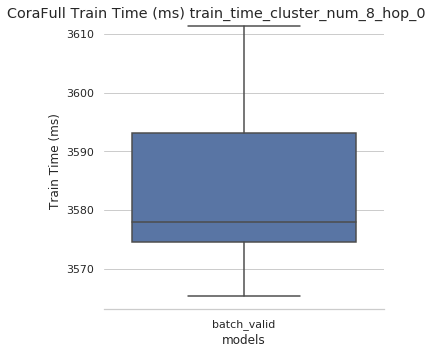 CoraFull Train Time (ms) train_time_cluster_num_8_hop_0
3610
3600
3590
3580
3570
Train Time (ms)
batch_valid
models